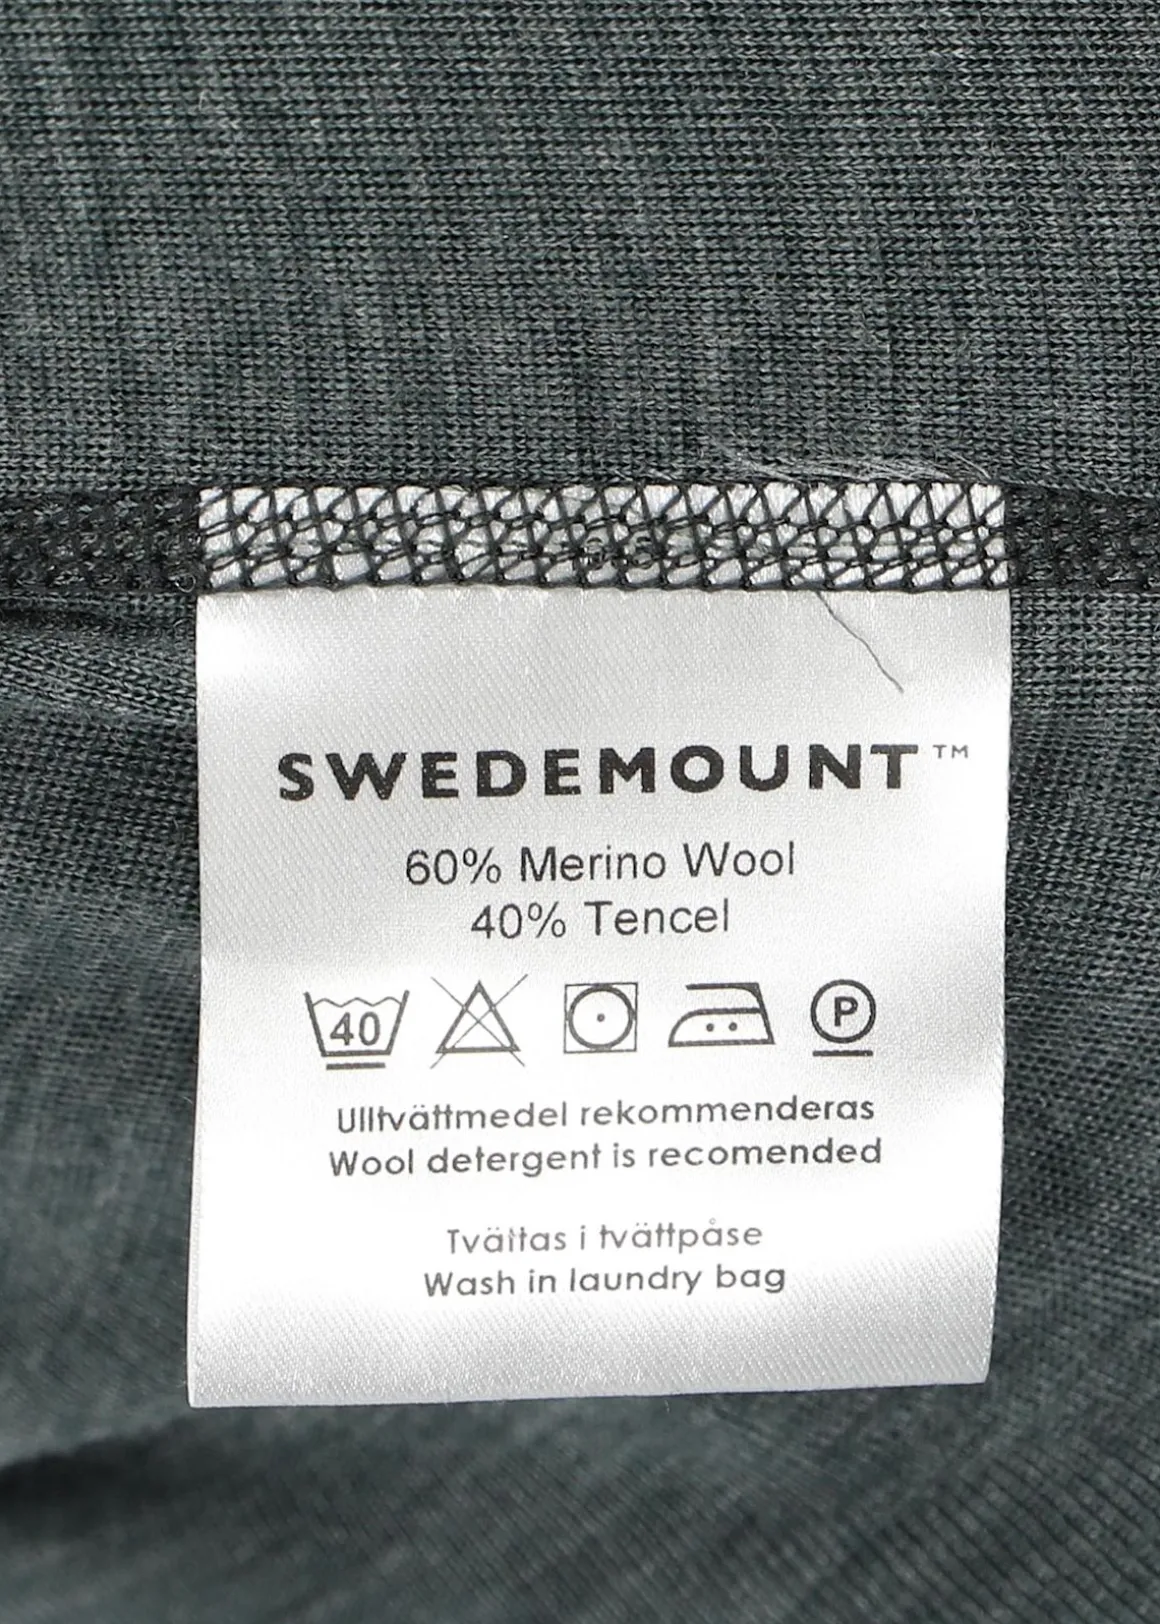 SWEDEMOUNT™
60% Merino Wool
40% Tencel
40 P
Ulltvättmedel rekommenderas
Wool detergent is recomended
Tvättas i tvättpåse
Wash in laundry bag